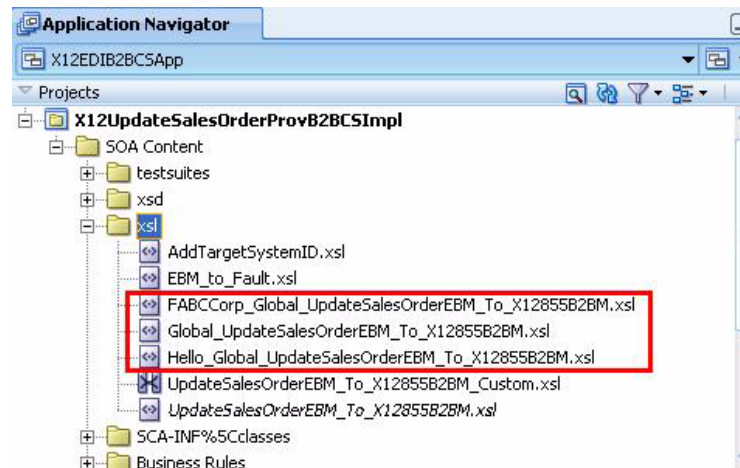 Application Navigator
X12EDIB2BCSApp
Projects
X12UpdateSalesOrderProvB2BCSImpl
SOA Content
testsuites
xsd
xsl
AddTargetSystemID.xsl
EBM_to_Fault.xsl
FABCCorp_Global_UpdateSalesOrderEBM_To_X12855B2BM.xsl
Global_UpdateSalesOrderEBM_To_X12855B2BM.xsl
Hello_Global_UpdateSalesOrderEBM_To_X12855B2BM.xsl
UpdateSalesOrderEBM_To_X12855B2BM_Custom.xsl
UpdateSalesOrderEBM_To_X12855B2BM.xsl
SCA-INF%5Cclasses
Business Rules